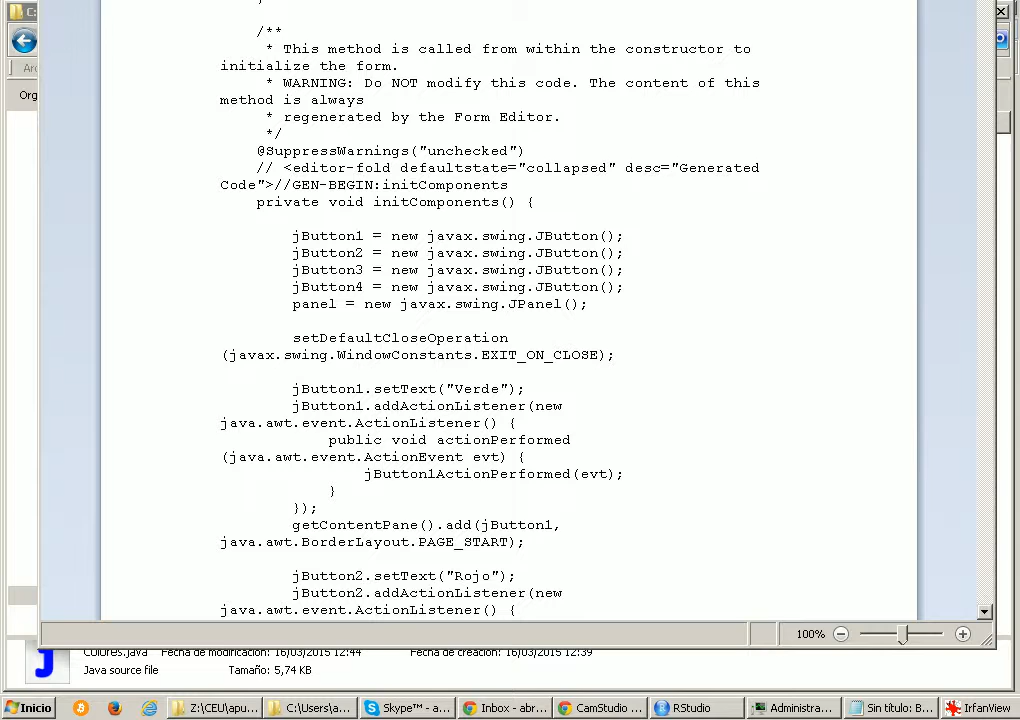 C:
}
/**
* This method is called from within the constructor to
initialize the form.
* WARNING: Do NOT modify this code. The content of this
method is always
* regenerated by the Form Editor.
*/
@SuppressWarnings("unchecked")
// <editor-fold defaultstate="collapsed" desc="Generated
Code">//GEN-BEGIN:initComponents
private void initComponents() {
jButton1 = new javax.swing.JButton();
jButton2 = new javax.swing.JButton();
jButton3 = new javax.swing.JButton();
jButton4 = new javax.swing.JButton();
panel = new javax.swing.JPanel();
setDefaultCloseOperation
(javax.swing.WindowConstants.EXIT_ON_CLOSE);
jButton1.setText("Verde");
jButton1.addActionListener(new
java.awt.event.ActionListener() {
public void actionPerformed
(java.awt.event.ActionEvent evt) {
jButton1ActionPerformed(evt);
}
});
getContentPane().add(jButton1,
java.awt.BorderLayout.PAGE_START);
jButton2.setText("Rojo");
jButton2.addActionListener(new
java.awt.event.ActionListener() {
Ar
Org
100%
Colores.java Fecha de modificación: 16/03/2015 12:44 Fecha de creación: 16/03/2015 12:39
Java source file Tamaño: 5,74 KB
Inicio Z:\CEU\apu... C:\Users\a... Skype™ - a... Inbox - abr... CamStudio ... RStudio Administra... Sin título: B... IrfanView